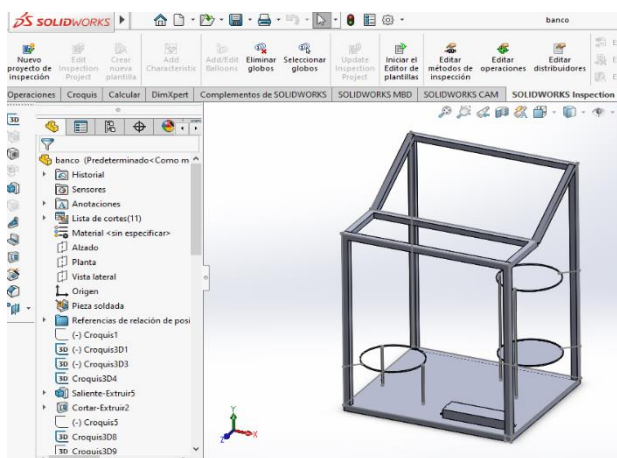 SOLIDWORKS
banco
Nuevo proyecto de inspección
Edit Inspection Project
Crear nueva plantilla
Add Characteristic
Add/Edit Balloons
Eliminar globos
Seleccionar globos
Update Inspection Project
Iniciar el Editor de plantillas
Editar métodos de inspección
Editar operaciones
Editar distribuidores
Operaciones
Croquis
Calcular
DimXpert
Complementos de SOLIDWORKS
SOLIDWORKS MBD
SOLIDWORKS CAM
SOLIDWORKS Inspection
banco (Predeterminado<Como m
Historial
Sensores
Anotaciones
Lista de cortes(11)
Material <sin especificar>
Alzado
Planta
Vista lateral
Origen
Pieza soldada
Referencias de relación de posi
(-) Croquis1
(-) Croquis3D1
(-) Croquis3D3
Croquis3D4
Saliente-Extruir5
Cortar-Extruir2
(-) Croquis5
Croquis3D8
Croquis3D9
Y
Z
X